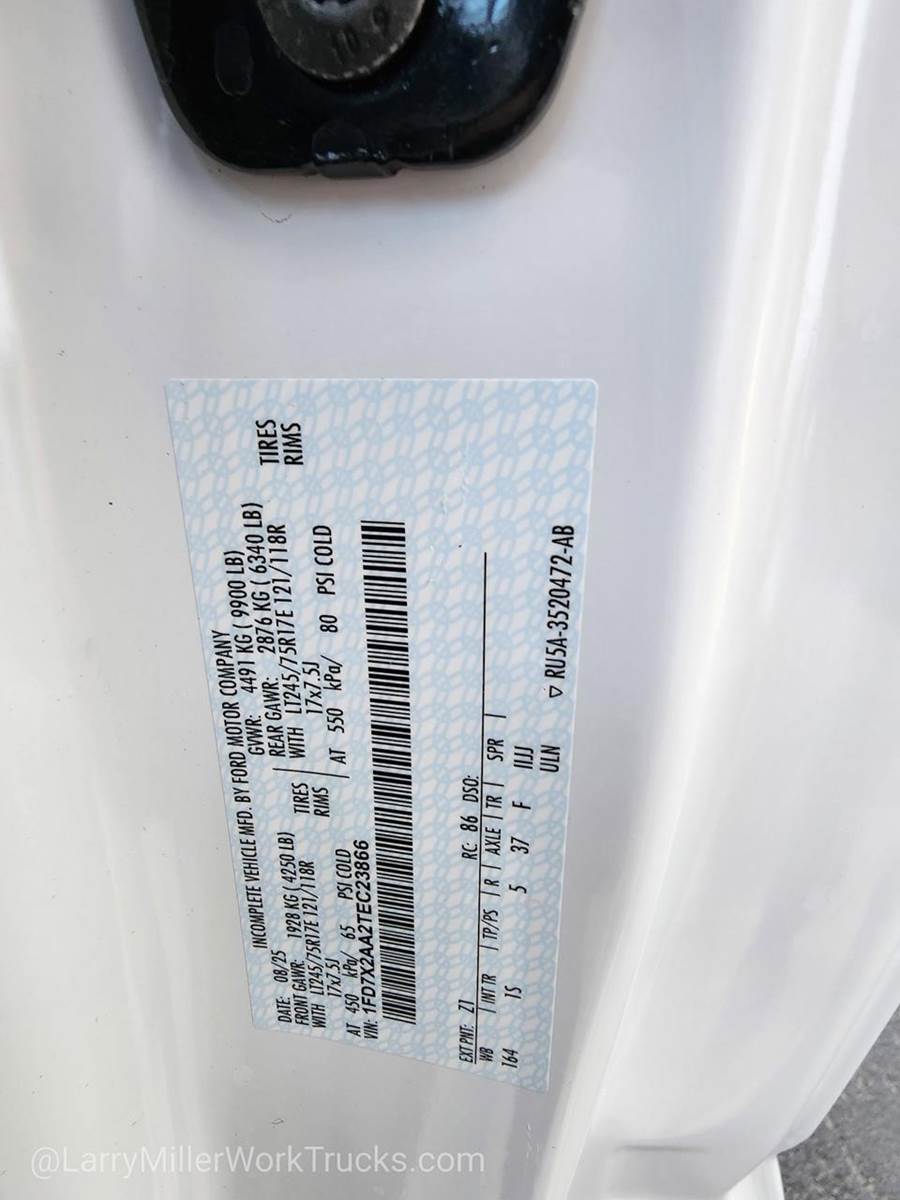 10.9
INCOMPLETE VEHICLE MFD. BY FORD MOTOR COMPANY
DATE: 08/25 GVWR: 4491 KG ( 9900 LB)
FRONT GAWR: 1928 KG ( 4250 LB) REAR GAWR: 2876 KG ( 6340 LB)
WITH LT245/75R17E 121/118R TIRES WITH LT245/75R17E 121/118R TIRES
17x7.5J RIMS 17x7.5J RIMS
AT 450 kPa/ 65 PSI COLD AT 550 kPa/ 80 PSI COLD
VIN: 1FD7X2AA2TEC23866
EXT PNT: Z1 RC: 86 DSO:
WB | INT TR | TP/PS | R | AXLE | TR | SPR |
164 1S 5 37 F IIJJ
ULN
▽ RU5A-3520472-AB
@LarryMillerWorkTrucks.com